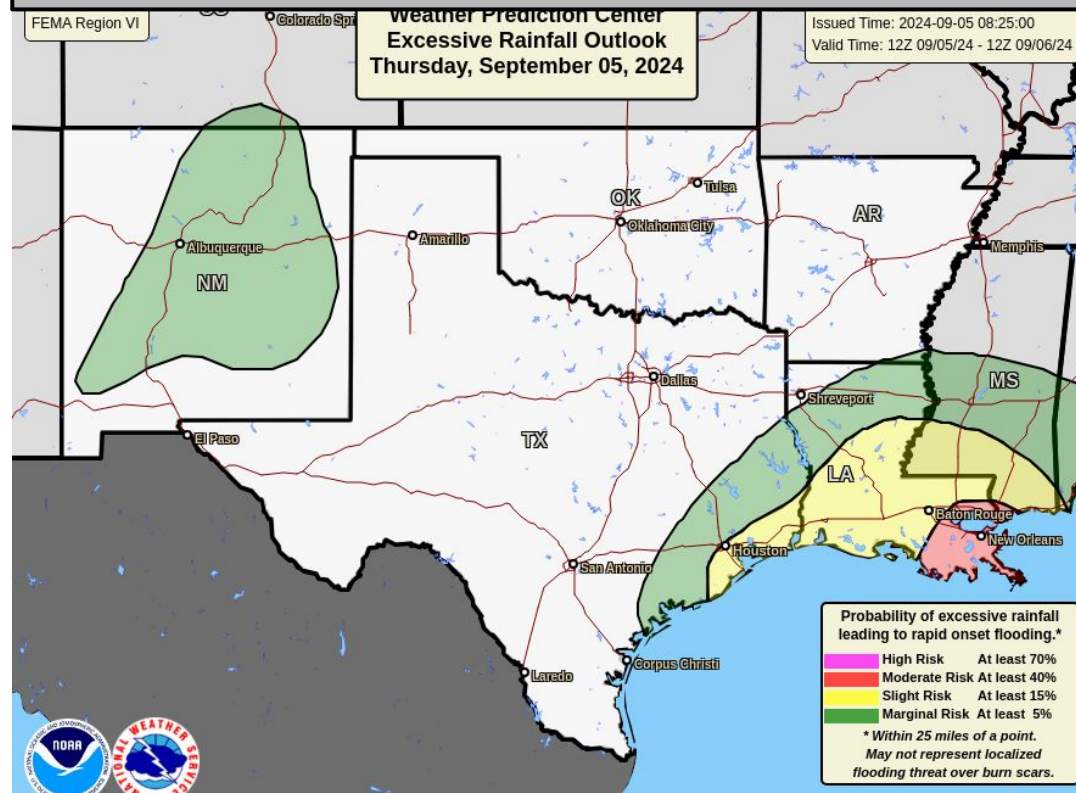 FEMA Region VI
Colorado Spr
Weather Prediction Center
Excessive Rainfall Outlook
Thursday, September 05, 2024
Issued Time: 2024-09-05 08:25:00
Valid Time: 12Z 09/05/24 - 12Z 09/06/24
Tulsa
OK
Oklahoma City
AR
Albuquerque
Amarillo
Memphis
NM
Dallas
MS
Shreveport
El Paso
TX
LA
Baton Rouge
New Orleans
Houston
San Antonio
Corpus Christi
Laredo
Probability of excessive rainfall
leading to rapid onset flooding.*
High Risk At least 70%
Moderate Risk At least 40%
Slight Risk At least 15%
Marginal Risk At least 5%
* Within 25 miles of a point.
May not represent localized
flooding threat over burn scars.
NOAA
NATIONAL WEATHER SERVICE